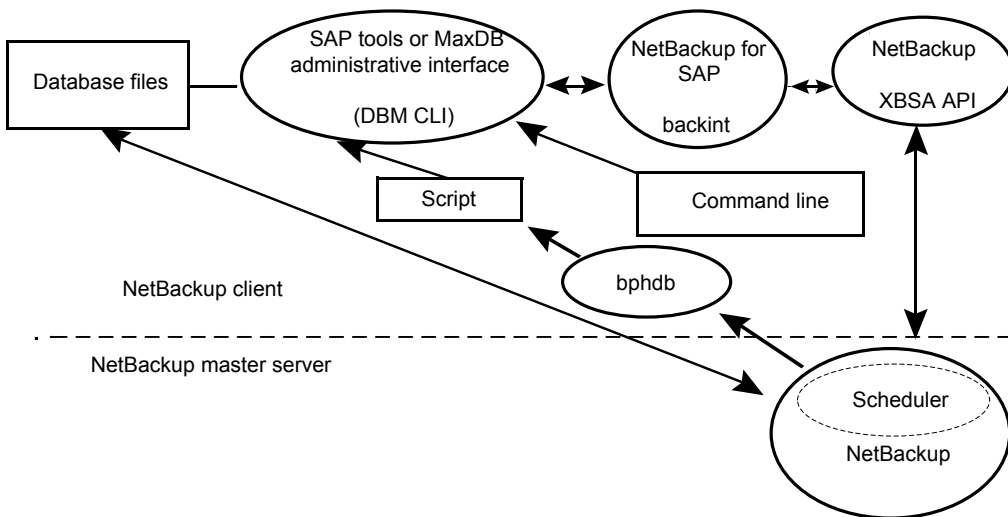 SAP tools or MaxDB
administrative interface
(DBM CLI)
Database files
NetBackup for
SAP
backint
NetBackup
XBSA API
Script
Command line
bphdb
NetBackup client
NetBackup master server
Scheduler
NetBackup